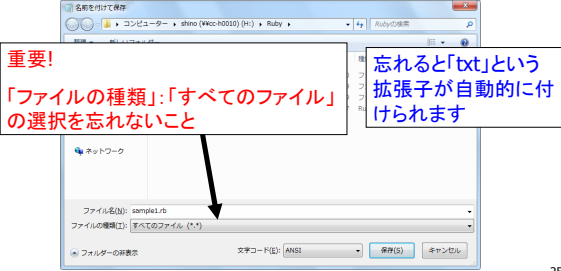 名前を付けて保存
コンピューター ▸ shino (¥¥cc-h0010) (H:) ▸ Ruby ▸
Rubyの検索
重要!
「ファイルの種類」:「すべてのファイル」
の選択を忘れないこと
忘れると「txt」という
拡張子が自動的に付
けられます
ネットワーク
ファイル名(N): sample1.rb
ファイルの種類(T): すべてのファイル (*.*)
フォルダーの非表示
文字コード(E): ANSI
保存(S)
キャンセル